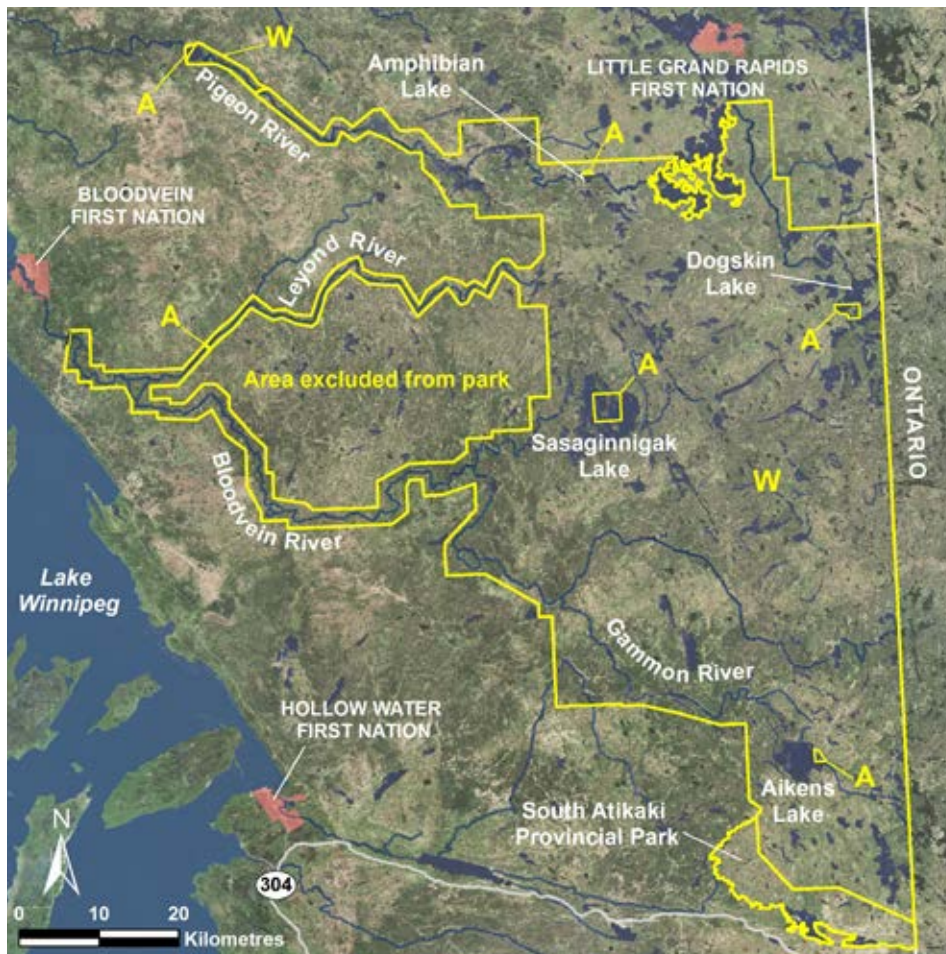 W
Amphibian
Lake
LITTLE GRAND RAPIDS
FIRST NATION
A
Pigeon River
A
BLOODVEIN
FIRST NATION
Leyond River
Dogskin
Lake
A
A
Area excluded from park
A
ONTARIO
Sasaginnigak
Lake
W
Bloodvein River
Lake
Winnipeg
Gammon River
HOLLOW WATER
FIRST NATION
A
Aikens
Lake
South Atikaki
Provincial Park
N
304
0 10 20
Kilometres